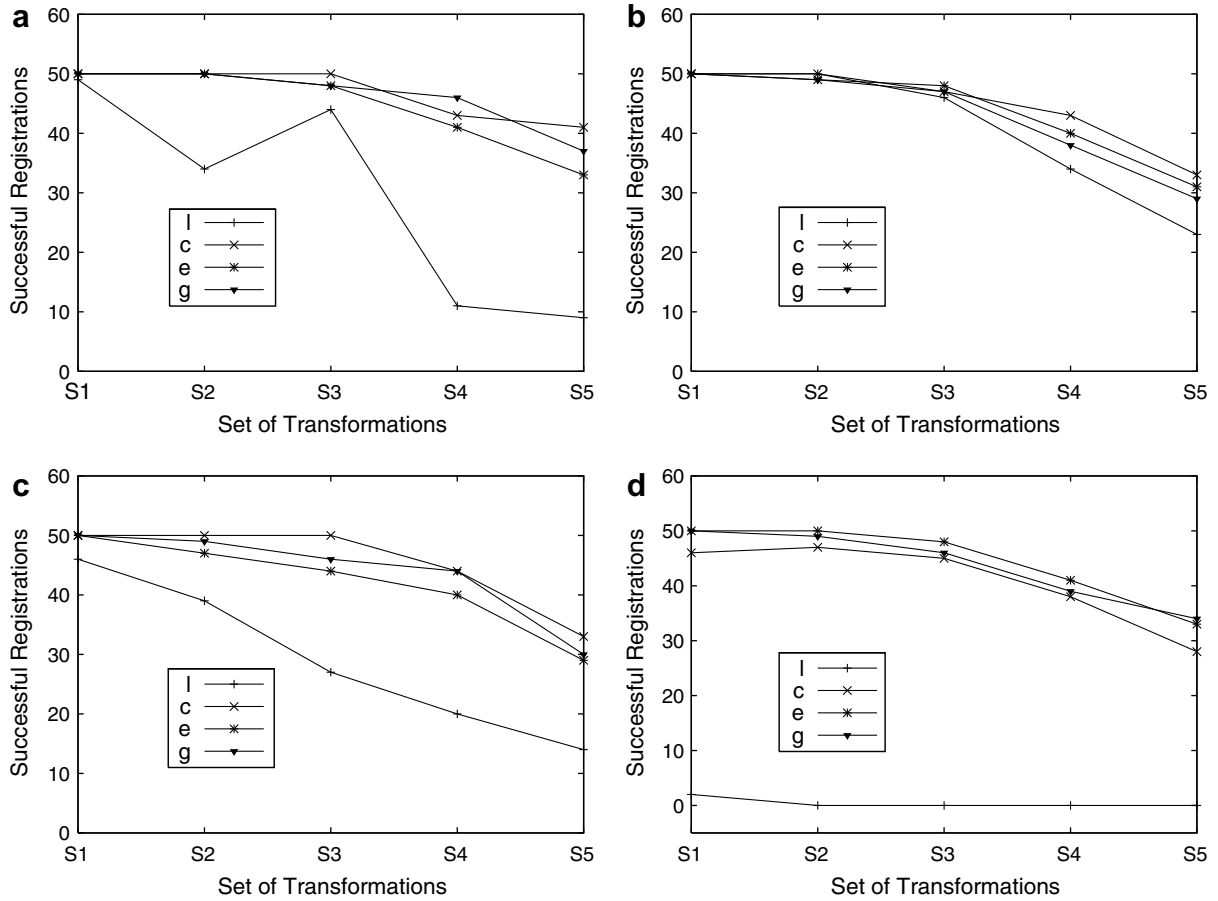 a
60
50
40
30
20
10
0
Successful Registrations
I
c
e
g
S1 S2 S3 S4 S5
Set of Transformations
b
60
50
40
30
20
10
0
Successful Registrations
I
c
e
g
S1 S2 S3 S4 S5
Set of Transformations
c
60
50
40
30
20
10
0
Successful Registrations
I
c
e
g
S1 S2 S3 S4 S5
Set of Transformations
d
60
50
40
30
20
10
0
Successful Registrations
I
c
e
g
S1 S2 S3 S4 S5
Set of Transformations